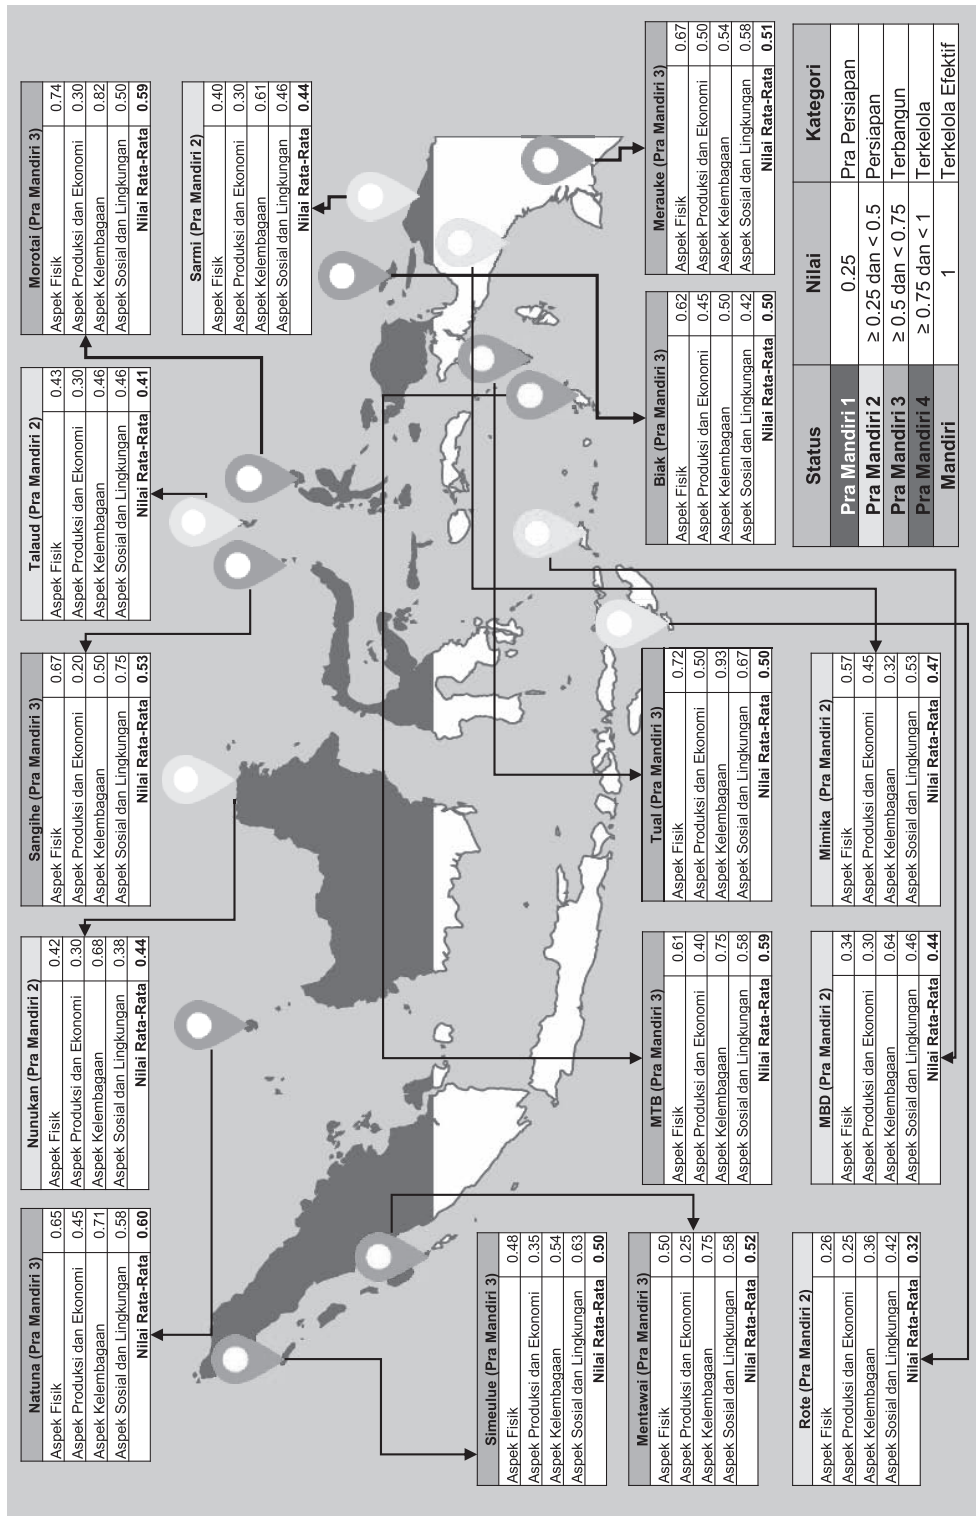 Natuna (Pra Mandiri 3)
Aspek Fisik 0.65
Aspek Produksi dan Ekonomi 0.45
Aspek Kelembagaan 0.71
Aspek Sosial dan Lingkungan 0.58
Nilai Rata-Rata 0.60
Nunukan (Pra Mandiri 2)
Aspek Fisik 0.42
Aspek Produksi dan Ekonomi 0.30
Aspek Kelembagaan 0.68
Aspek Sosial dan Lingkungan 0.38
Nilai Rata-Rata 0.44
Sangihe (Pra Mandiri 3)
Aspek Fisik 0.67
Aspek Produksi dan Ekonomi 0.20
Aspek Kelembagaan 0.50
Aspek Sosial dan Lingkungan 0.75
Nilai Rata-Rata 0.53
Talaud (Pra Mandiri 2)
Aspek Fisik 0.43
Aspek Produksi dan Ekonomi 0.30
Aspek Kelembagaan 0.46
Aspek Sosial dan Lingkungan 0.46
Nilai Rata-Rata 0.41
Morotai (Pra Mandiri 3)
Aspek Fisik 0.74
Aspek Produksi dan Ekonomi 0.30
Aspek Kelembagaan 0.82
Aspek Sosial dan Lingkungan 0.50
Nilai Rata-Rata 0.59
Sarmi (Pra Mandiri 2)
Aspek Fisik 0.40
Aspek Produksi dan Ekonomi 0.30
Aspek Kelembagaan 0.61
Aspek Sosial dan Lingkungan 0.46
Nilai Rata-Rata 0.44
Simeulue (Pra Mandiri 3)
Aspek Fisik 0.48
Aspek Produksi dan Ekonomi 0.35
Aspek Kelembagaan 0.54
Aspek Sosial dan Lingkungan 0.63
Nilai Rata-Rata 0.50
Mentawai (Pra Mandiri 3)
Aspek Fisik 0.50
Aspek Produksi dan Ekonomi 0.25
Aspek Kelembagaan 0.75
Aspek Sosial dan Lingkungan 0.58
Nilai Rata-Rata 0.52
MTB (Pra Mandiri 3)
Aspek Fisik 0.61
Aspek Produksi dan Ekonomi 0.40
Aspek Kelembagaan 0.75
Aspek Sosial dan Lingkungan 0.58
Nilai Rata-Rata 0.59
Tual (Pra Mandiri 3)
Aspek Fisik 0.72
Aspek Produksi dan Ekonomi 0.50
Aspek Kelembagaan 0.93
Aspek Sosial dan Lingkungan 0.67
Nilai Rata-Rata 0.50
Biak (Pra Mandiri 3)
Aspek Fisik 0.62
Aspek Produksi dan Ekonomi 0.45
Aspek Kelembagaan 0.50
Aspek Sosial dan Lingkungan 0.42
Nilai Rata-Rata 0.50
Merauke (Pra Mandiri 3)
Aspek Fisik 0.67
Aspek Produksi dan Ekonomi 0.50
Aspek Kelembagaan 0.54
Aspek Sosial dan Lingkungan 0.58
Nilai Rata-Rata 0.51
Rote (Pra Mandiri 2)
Aspek Fisik 0.26
Aspek Produksi dan Ekonomi 0.25
Aspek Kelembagaan 0.36
Aspek Sosial dan Lingkungan 0.42
Nilai Rata-Rata 0.32
MBD (Pra Mandiri 2)
Aspek Fisik 0.34
Aspek Produksi dan Ekonomi 0.30
Aspek Kelembagaan 0.64
Aspek Sosial dan Lingkungan 0.46
Nilai Rata-Rata 0.44
Mimika (Pra Mandiri 2)
Aspek Fisik 0.57
Aspek Produksi dan Ekonomi 0.45
Aspek Kelembagaan 0.32
Aspek Sosial dan Lingkungan 0.53
Nilai Rata-Rata 0.47
Status Nilai Kategori
Pra Mandiri 1 0.25 Pra Persiapan
Pra Mandiri 2 ≥ 0.25 dan < 0.5 Persiapan
Pra Mandiri 3 ≥ 0.5 dan < 0.75 Terbangun
Pra Mandiri 4 ≥ 0.75 dan < 1 Terkelola
Mandiri 1 Terkelola Efektif